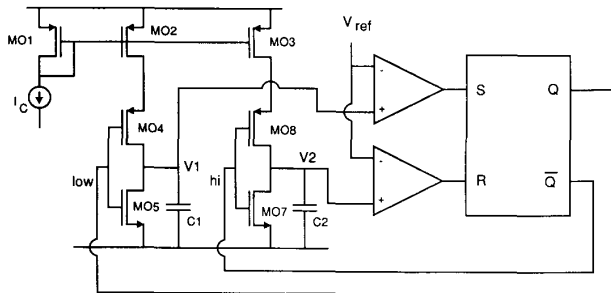 MO1
MO2
MO3
V ref
I C
MO4
MO8
low
V1
hi
V2
MO5
C1
MO7
C2
-
+
-
+
S
Q
R
Q